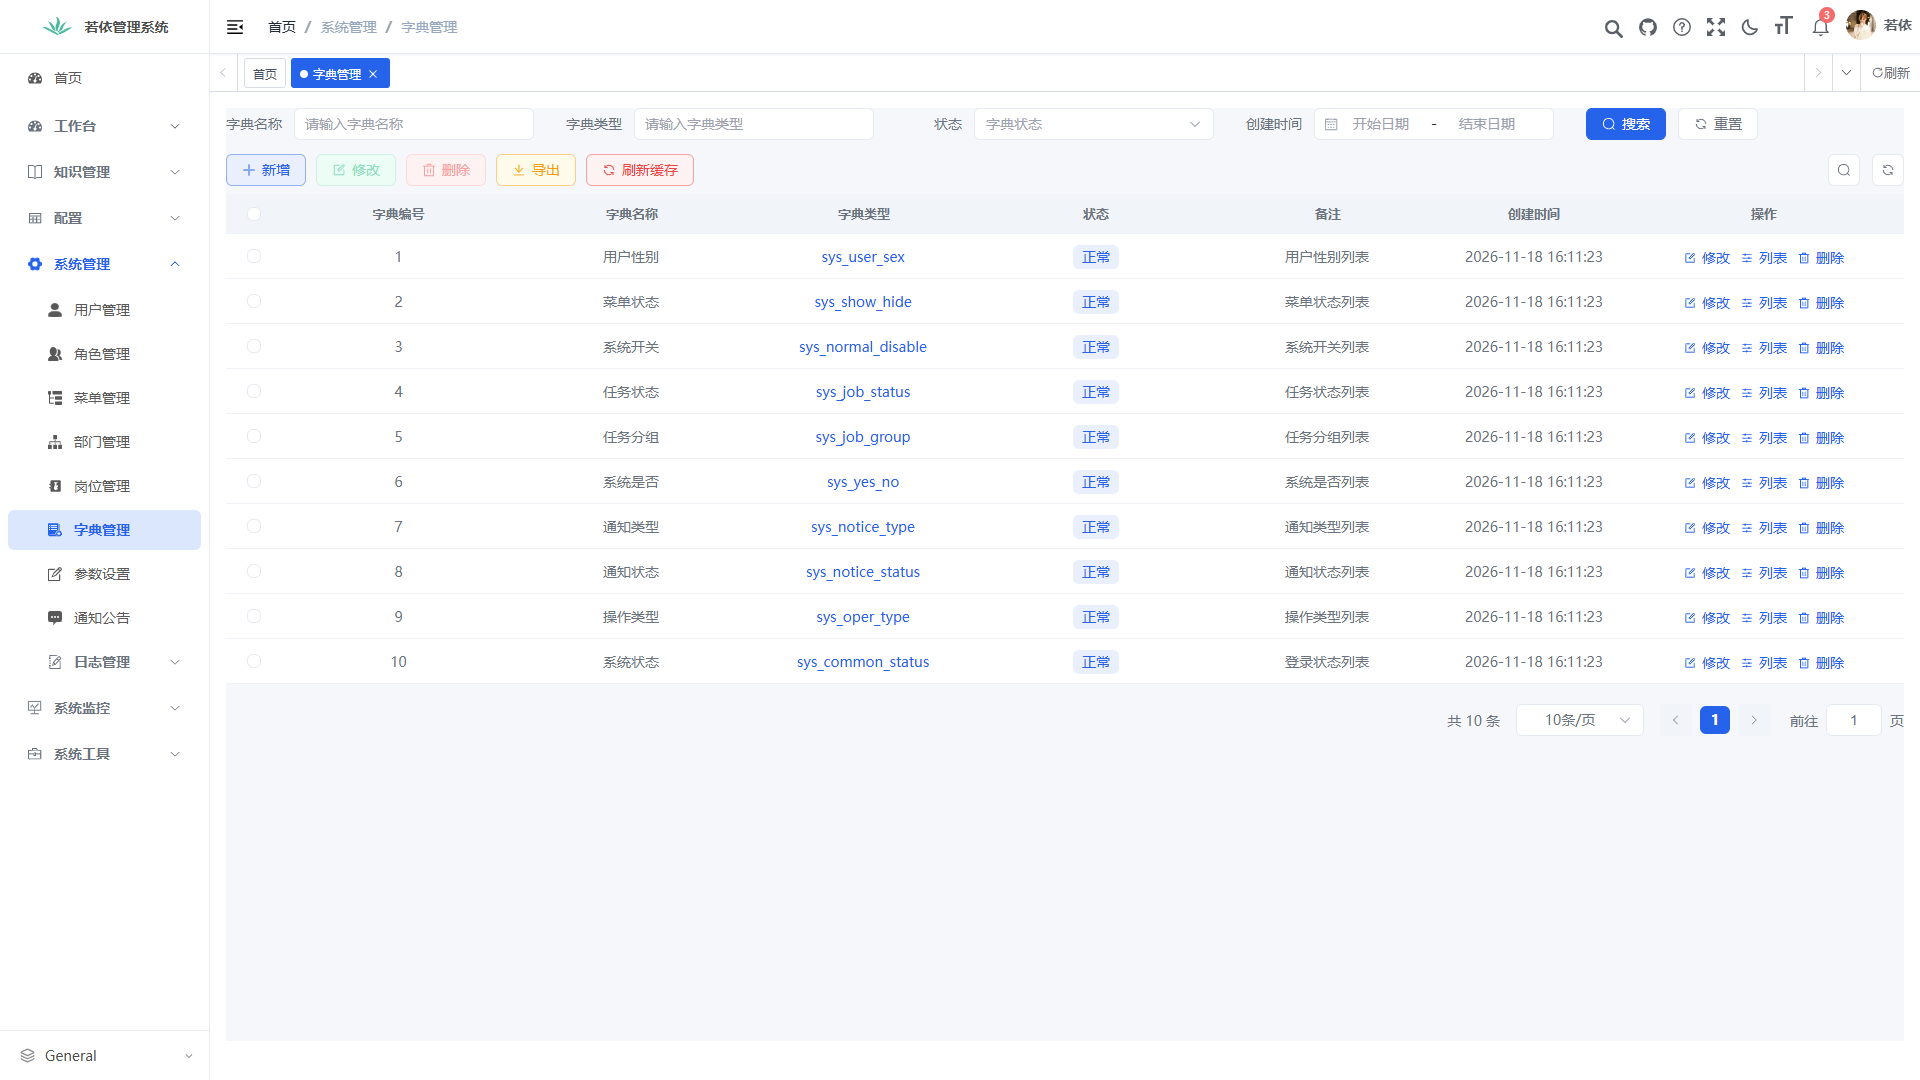 若依管理系统
首页 / 系统管理 / 字典管理
3
若依
首页
工作台
知识管理
配置
系统管理
用户管理
角色管理
菜单管理
部门管理
岗位管理
字典管理
参数设置
通知公告
日志管理
系统监控
系统工具
General
首页 字典管理 刷新
字典名称 请输入字典名称 字典类型 请输入字典类型 状态 字典状态 创建时间 开始日期 - 结束日期 搜索 重置
新增 修改 删除 导出 刷新缓存
字典编号 字典名称 字典类型 状态 备注 创建时间 操作
1 用户性别 sys_user_sex 正常 用户性别列表 2026-11-18 16:11:23 修改 列表 删除
2 菜单状态 sys_show_hide 正常 菜单状态列表 2026-11-18 16:11:23 修改 列表 删除
3 系统开关 sys_normal_disable 正常 系统开关列表 2026-11-18 16:11:23 修改 列表 删除
4 任务状态 sys_job_status 正常 任务状态列表 2026-11-18 16:11:23 修改 列表 删除
5 任务分组 sys_job_group 正常 任务分组列表 2026-11-18 16:11:23 修改 列表 删除
6 系统是否 sys_yes_no 正常 系统是否列表 2026-11-18 16:11:23 修改 列表 删除
7 通知类型 sys_notice_type 正常 通知类型列表 2026-11-18 16:11:23 修改 列表 删除
8 通知状态 sys_notice_status 正常 通知状态列表 2026-11-18 16:11:23 修改 列表 删除
9 操作类型 sys_oper_type 正常 操作类型列表 2026-11-18 16:11:23 修改 列表 删除
10 系统状态 sys_common_status 正常 登录状态列表 2026-11-18 16:11:23 修改 列表 删除
共 10 条 10条/页 1 前往 1 页